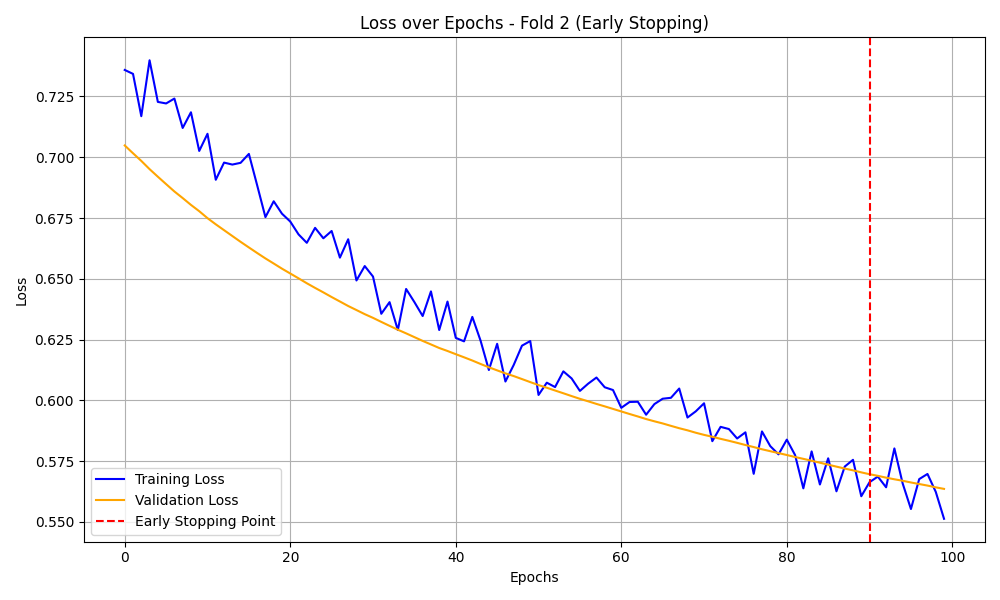 Loss over Epochs - Fold 2 (Early Stopping)
Loss
0.725
0.700
0.675
0.650
0.625
0.600
0.575
0.550
Training Loss
Validation Loss
Early Stopping Point
0
20
40
60
80
100
Epochs